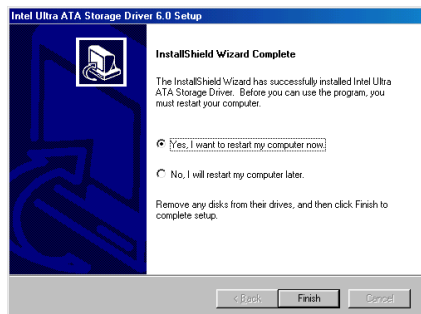 Intel Ultra ATA Storage Driver 6.0 Setup
InstallShield Wizard Complete
The InstallShield Wizard has successfully installed Intel Ultra
ATA Storage Driver. Before you can use the program, you
must restart your computer.
Yes, I want to restart my computer now.
No, I will restart my computer later.
Remove any disks from their drives, and then click Finish to
complete setup.
< Back
Finish
Cancel